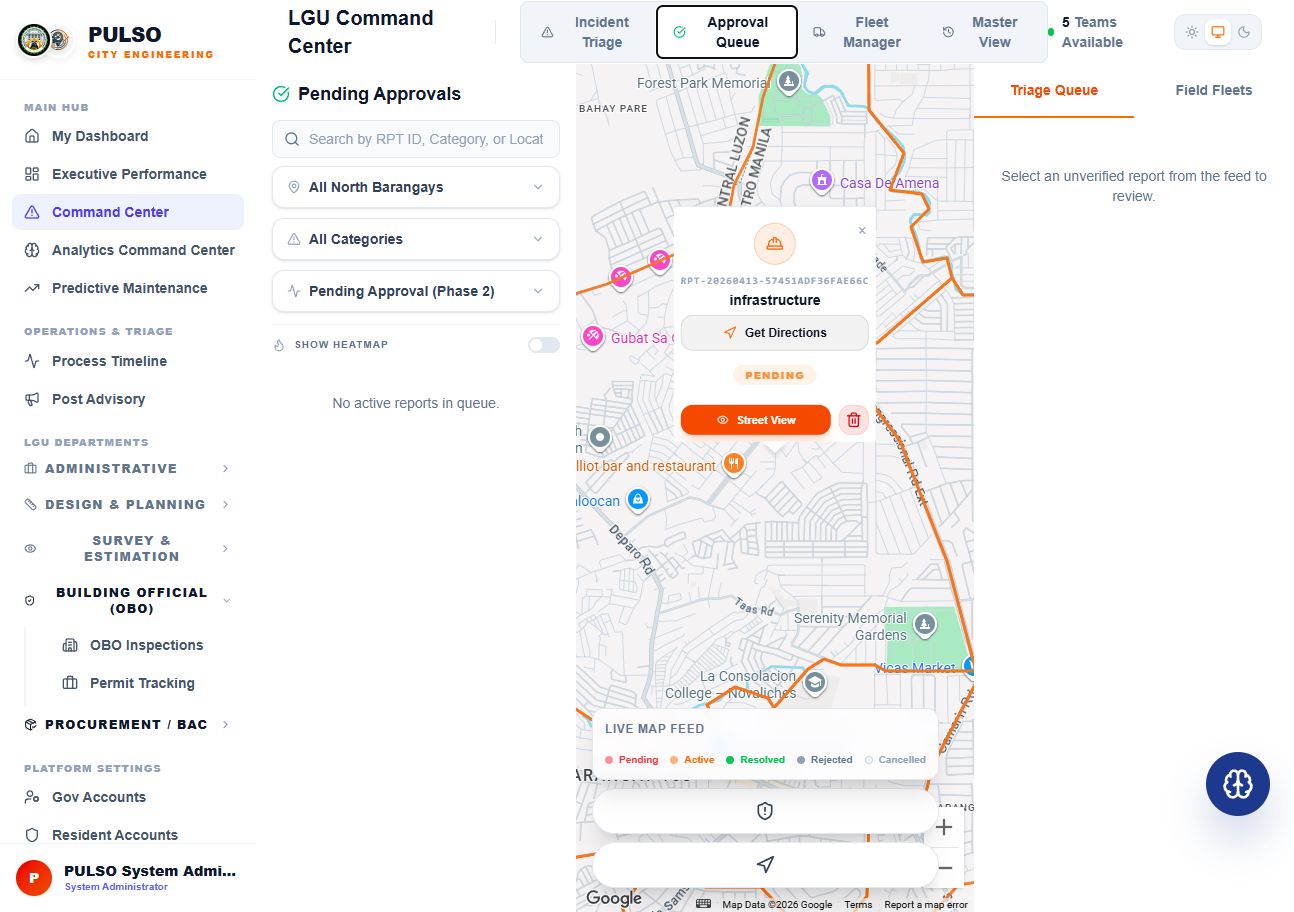 PULSO
CITY ENGINEERING
MAIN HUB
My Dashboard
Executive Performance
Command Center
Analytics Command Center
Predictive Maintenance
OPERATIONS & TRIAGE
Process Timeline
Post Advisory
LGU DEPARTMENTS
ADMINISTRATIVE
DESIGN & PLANNING
SURVEY &
ESTIMATION
BUILDING OFFICIAL
(OBO)
OBO Inspections
Permit Tracking
PROCUREMENT / BAC
PLATFORM SETTINGS
Gov Accounts
Resident Accounts
P
PULSO System Admi...
System Administrator
LGU Command
Center
Incident
Triage
Approval
Queue
Fleet
Manager
Master
View
5 Teams
Available
Pending Approvals
Search by RPT ID, Category, or Locat
All North Barangays
All Categories
Pending Approval (Phase 2)
SHOW HEATMAP
No active reports in queue.
Forest Park Memorial
BAHAY PARE
NTRAL LUZON
TRO MANILA
Casa De Amena
Gubat Sa
RPT-20260413-57451ADF36FAE66C
infrastructure
Get Directions
PENDING
Street View
lliot bar and restaurant
aloocan
Deparo Rd
Taas Rd
Serenity Memorial
Gardens
Vicas Market
La Consolacion
College – Novaliches
LIVE MAP FEED
Pending
Active
Resolved
Rejected
Cancelled
Google
Map Data ©2026 Google
Terms
Report a map error
Triage Queue
Field Fleets
Select an unverified report from the feed to
review.